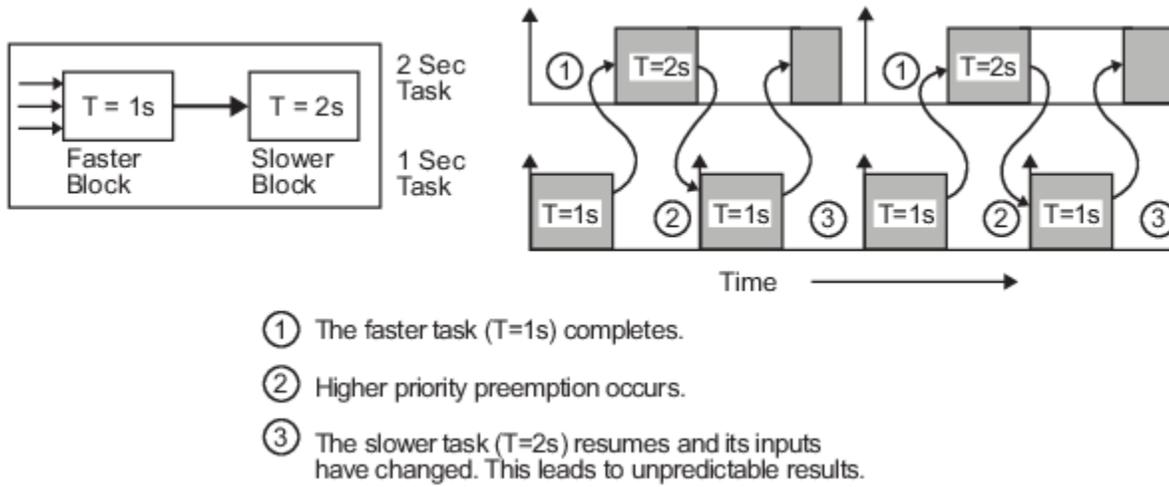 T = 1s
T = 2s
Faster
Block
Slower
Block
2 Sec
Task
1 Sec
Task
1
T=2s
1
T=2s
T=1s
2
T=1s
3
T=1s
2
T=1s
3
Time
1 The faster task (T=1s) completes.
2 Higher priority preemption occurs.
3 The slower task (T=2s) resumes and its inputs
have changed. This leads to unpredictable results.